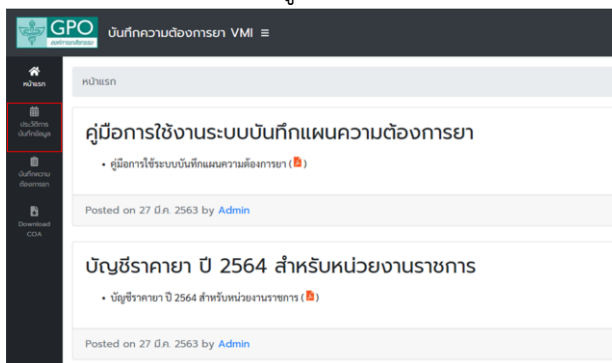 GPO
องค์การเภสัชกรรม
บันทึกความต้องการยา VMI ≡
หน้าแรก
ประวัติการ
บันทึกข้อมูล
บันทึกความ
ต้องการยา
Download
COA
หน้าแรก
คู่มือการใช้งานระบบบันทึกแผนความต้องการยา
• คู่มือการใช้ระบบบันทึกแผนความต้องการยา ( )
Posted on 27 มี.ค. 2563 by Admin
บัญชีราคายา ปี 2564 สำหรับหน่วยงานราชการ
• บัญชีราคายา ปี 2564 สำหรับหน่วยงานราชการ ( )
Posted on 27 มี.ค. 2563 by Admin